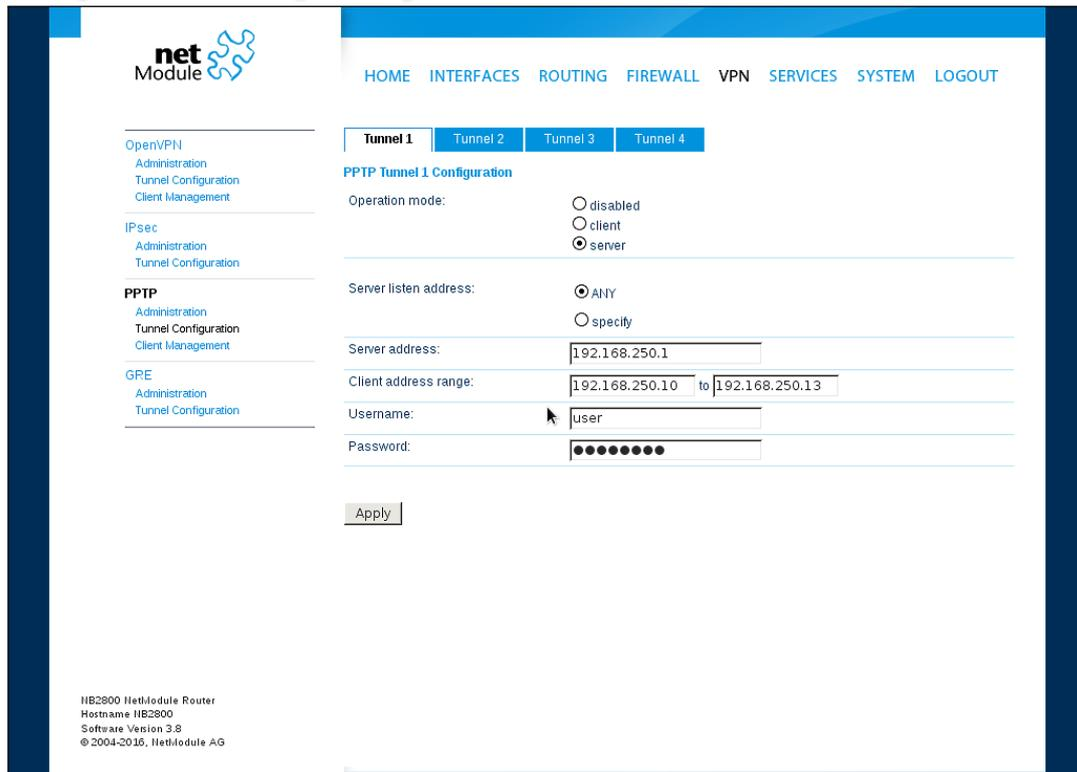 net
Module
HOME INTERFACES ROUTING FIREWALL VPN SERVICES SYSTEM LOGOUT
OpenVPN
Administration
Tunnel Configuration
Client Management
IPsec
Administration
Tunnel Configuration
PPTP
Administration
Tunnel Configuration
Client Management
GRE
Administration
Tunnel Configuration
Tunnel 1 Tunnel 2 Tunnel 3 Tunnel 4
PPTP Tunnel 1 Configuration
Operation mode:
disabled
client
server
Server listen address:
ANY
specify
Server address: 192.168.250.1
Client address range: 192.168.250.10 to 192.168.250.13
Username: user
Password: ●●●●●●●●
Apply
NB2800 NetModule Router
Hostname NB2800
Software Version 3.8
© 2004-2016, NetModule AG